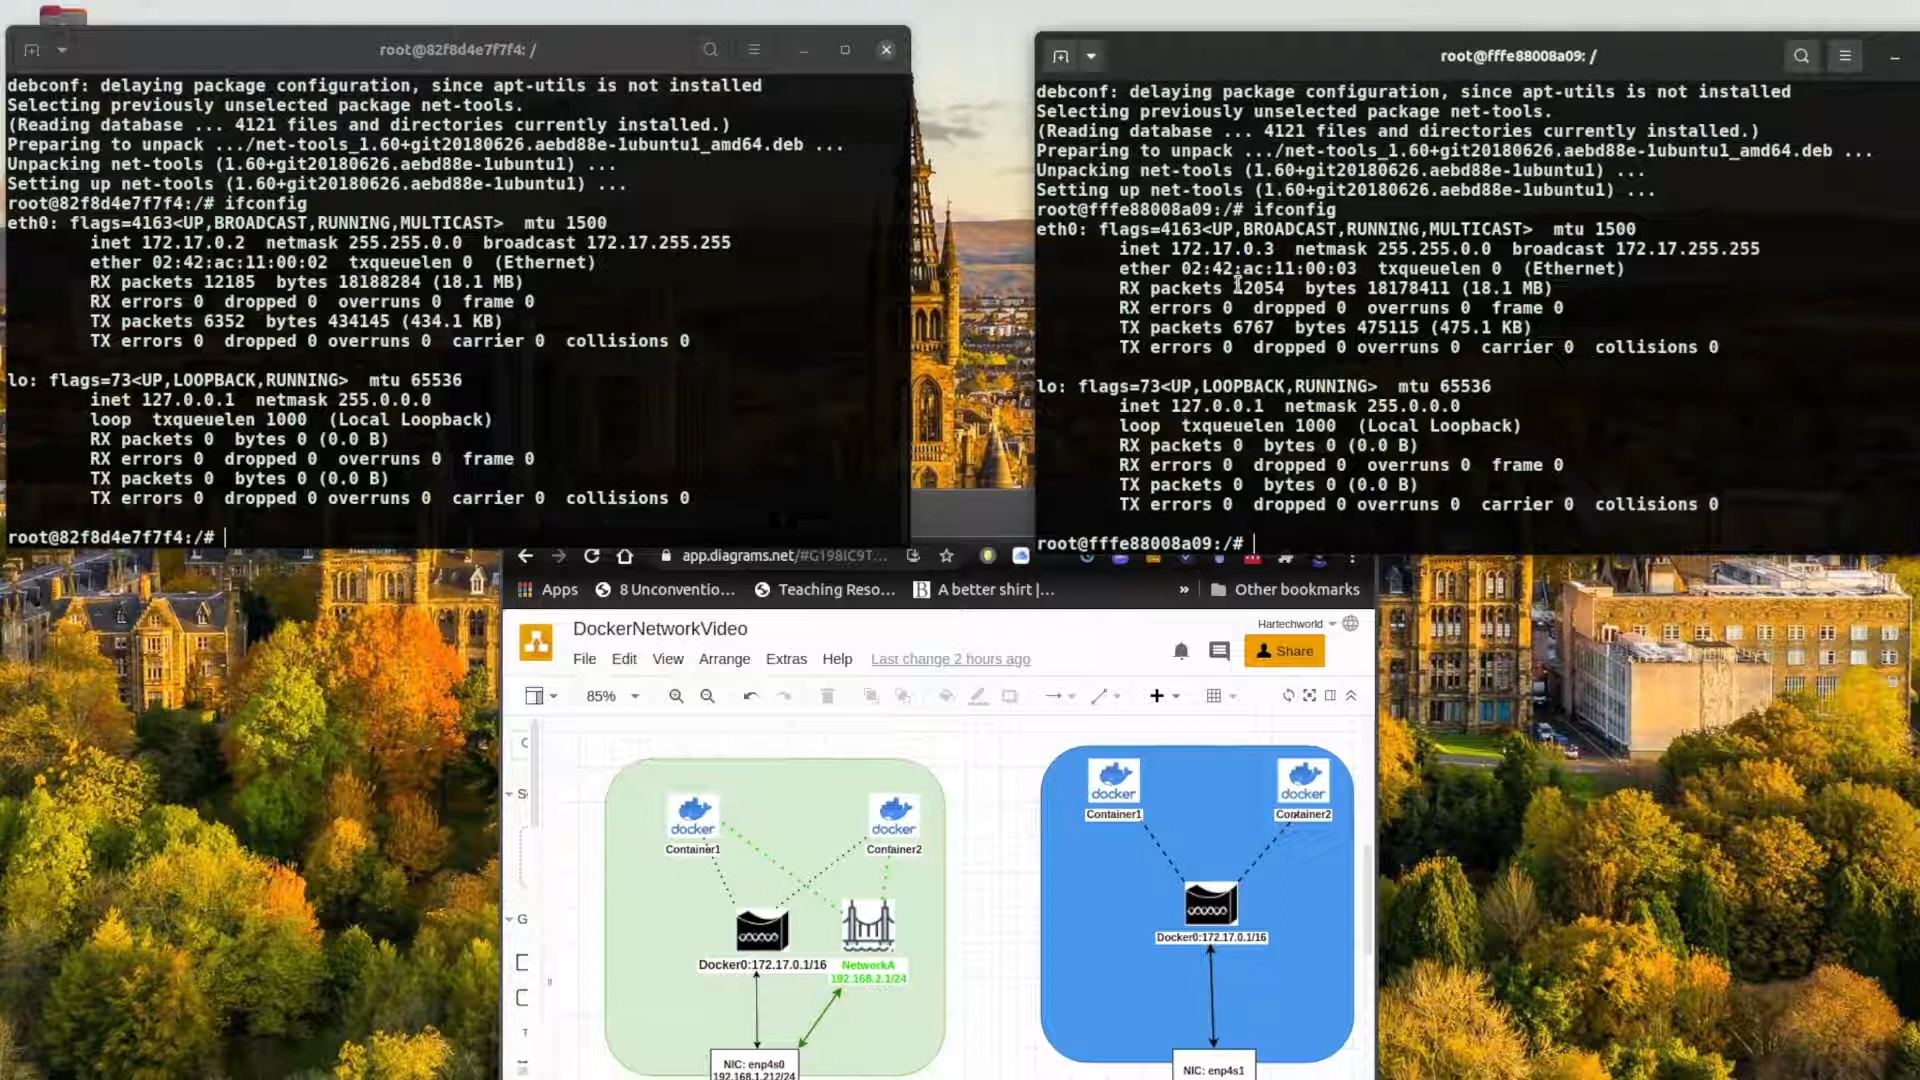 root@82f8d4e7f7f4: /
debconf: delaying package configuration, since apt-utils is not installed
Selecting previously unselected package net-tools.
(Reading database ... 4121 files and directories currently installed.)
Preparing to unpack .../net-tools_1.60+git20180626.aebd88e-1ubuntu1_amd64.deb ...
Unpacking net-tools (1.60+git20180626.aebd88e-1ubuntu1) ...
Setting up net-tools (1.60+git20180626.aebd88e-1ubuntu1) ...
root@82f8d4e7f7f4:/# ifconfig
eth0: flags=4163<UP,BROADCAST,RUNNING,MULTICAST>  mtu 1500
inet 172.17.0.2  netmask 255.255.0.0  broadcast 172.17.255.255
ether 02:42:ac:11:00:02  txqueuelen 0  (Ethernet)
RX packets 12185  bytes 18188284 (18.1 MB)
RX errors 0  dropped 0  overruns 0  frame 0
TX packets 6352  bytes 434145 (434.1 KB)
TX errors 0  dropped 0 overruns 0  carrier 0  collisions 0
lo: flags=73<UP,LOOPBACK,RUNNING>  mtu 65536
inet 127.0.0.1  netmask 255.0.0.0
loop  txqueuelen 1000  (Local Loopback)
RX packets 0  bytes 0 (0.0 B)
RX errors 0  dropped 0  overruns 0  frame 0
TX packets 0  bytes 0 (0.0 B)
TX errors 0  dropped 0 overruns 0  carrier 0  collisions 0
root@82f8d4e7f7f4:/#
root@fffe88008a09: /
debconf: delaying package configuration, since apt-utils is not installed
Selecting previously unselected package net-tools.
(Reading database ... 4121 files and directories currently installed.)
Preparing to unpack .../net-tools_1.60+git20180626.aebd88e-1ubuntu1_amd64.deb ...
Unpacking net-tools (1.60+git20180626.aebd88e-1ubuntu1) ...
Setting up net-tools (1.60+git20180626.aebd88e-1ubuntu1) ...
root@fffe88008a09:/# ifconfig
eth0: flags=4163<UP,BROADCAST,RUNNING,MULTICAST>  mtu 1500
inet 172.17.0.3  netmask 255.255.0.0  broadcast 172.17.255.255
ether 02:42:ac:11:00:03  txqueuelen 0  (Ethernet)
RX packets 12054  bytes 18178411 (18.1 MB)
RX errors 0  dropped 0  overruns 0  frame 0
TX packets 6767  bytes 475115 (475.1 KB)
TX errors 0  dropped 0 overruns 0  carrier 0  collisions 0
lo: flags=73<UP,LOOPBACK,RUNNING>  mtu 65536
inet 127.0.0.1  netmask 255.0.0.0
loop  txqueuelen 1000  (Local Loopback)
RX packets 0  bytes 0 (0.0 B)
RX errors 0  dropped 0  overruns 0  frame 0
TX packets 0  bytes 0 (0.0 B)
TX errors 0  dropped 0 overruns 0  carrier 0  collisions 0
root@fffe88008a09:/#
app.diagrams.net/#G198IC9T...
Apps 8 Unconventio... Teaching Reso... A better shirt |... » Other bookmarks
DockerNetworkVideo
Hartechworld
File Edit View Arrange Extras Help Last change 2 hours ago
Share
85%
docker
Container1
docker
Container2
Docker0:172.17.0.1/16
NetworkA
192.168.2.1/24
NIC: enp4s0
192.168.1.212/24
docker
Container1
docker
Container2
Docker0:172.17.0.1/16
NIC: enp4s1